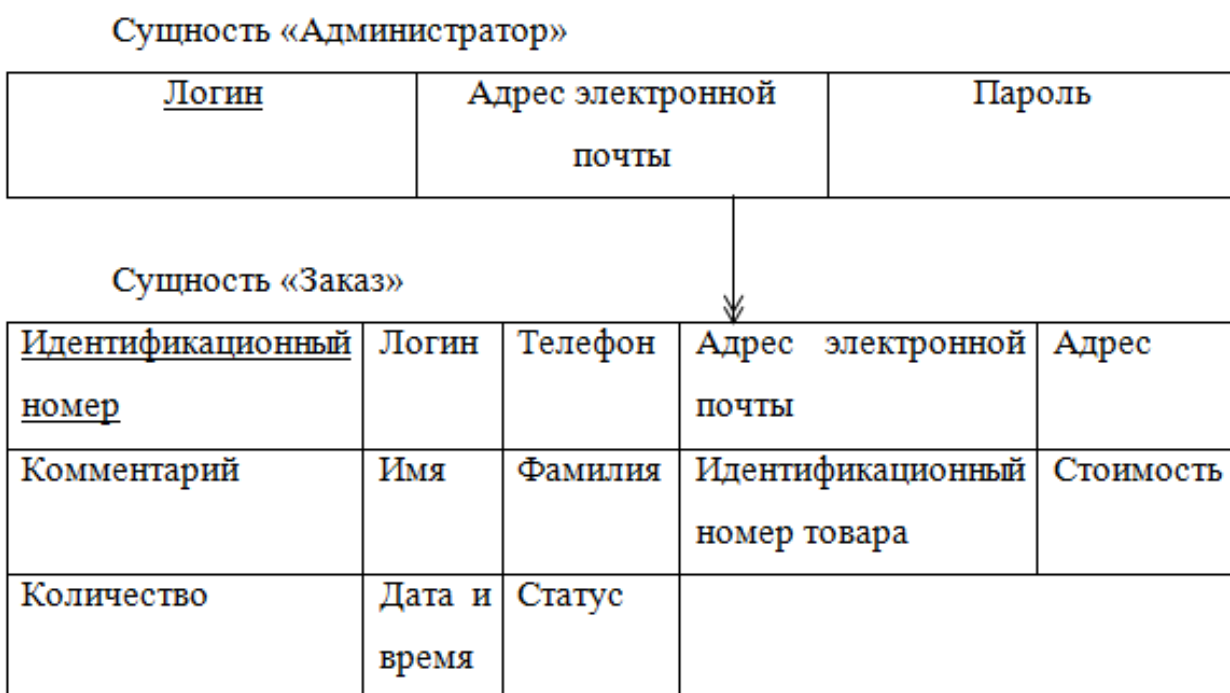 Сущность «Администратор»
Логин
Адрес электронной
почты
Пароль
Сущность «Заказ»
Идентификационный
номер
Логин
Телефон
Адрес электронной
почты
Адрес
Комментарий
Имя
Фамилия
Идентификационный
номер товара
Стоимость
Количество
Дата и
время
Статус